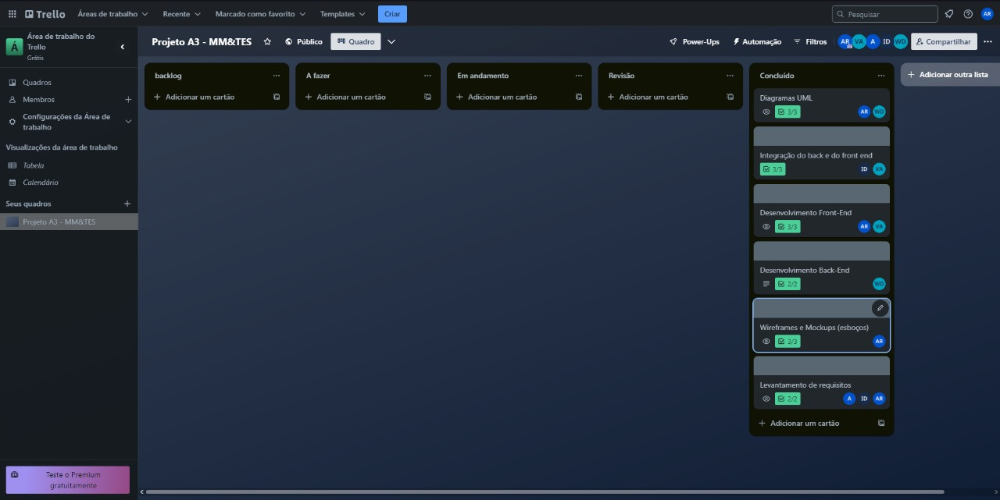 Trello
Áreas de trabalho
Recente
Marcado como favorito
Templates
Criar
Pesquisar
AR
Á
Área de trabalho do
Trello
Grátis
Quadros
Membros
Configurações da Área de
trabalho
Visualizações da área de trabalho
Tabela
Calendário
Seus quadros
Projeto A3 - MM&TES
Teste o Premium
gratuitamente
Projeto A3 - MM&TES
Público
Quadro
Power-Ups
Automação
Filtros
AR VA A ID WD
Compartilhar
backlog
Adicionar um cartão
A fazer
Adicionar um cartão
Em andamento
Adicionar um cartão
Revisão
Adicionar um cartão
Concluído
Diagramas UML
3/3 AR WD
Integração do back e do front end
3/3 ID VA
Desenvolvimento Front-End
3/3 AR VA
Desenvolvimento Back-End
2/2 WD
Wireframes e Mockups (esboços)
3/3 AR
Levantamento de requisitos
2/2 A ID AR
Adicionar um cartão
Adicionar outra lista